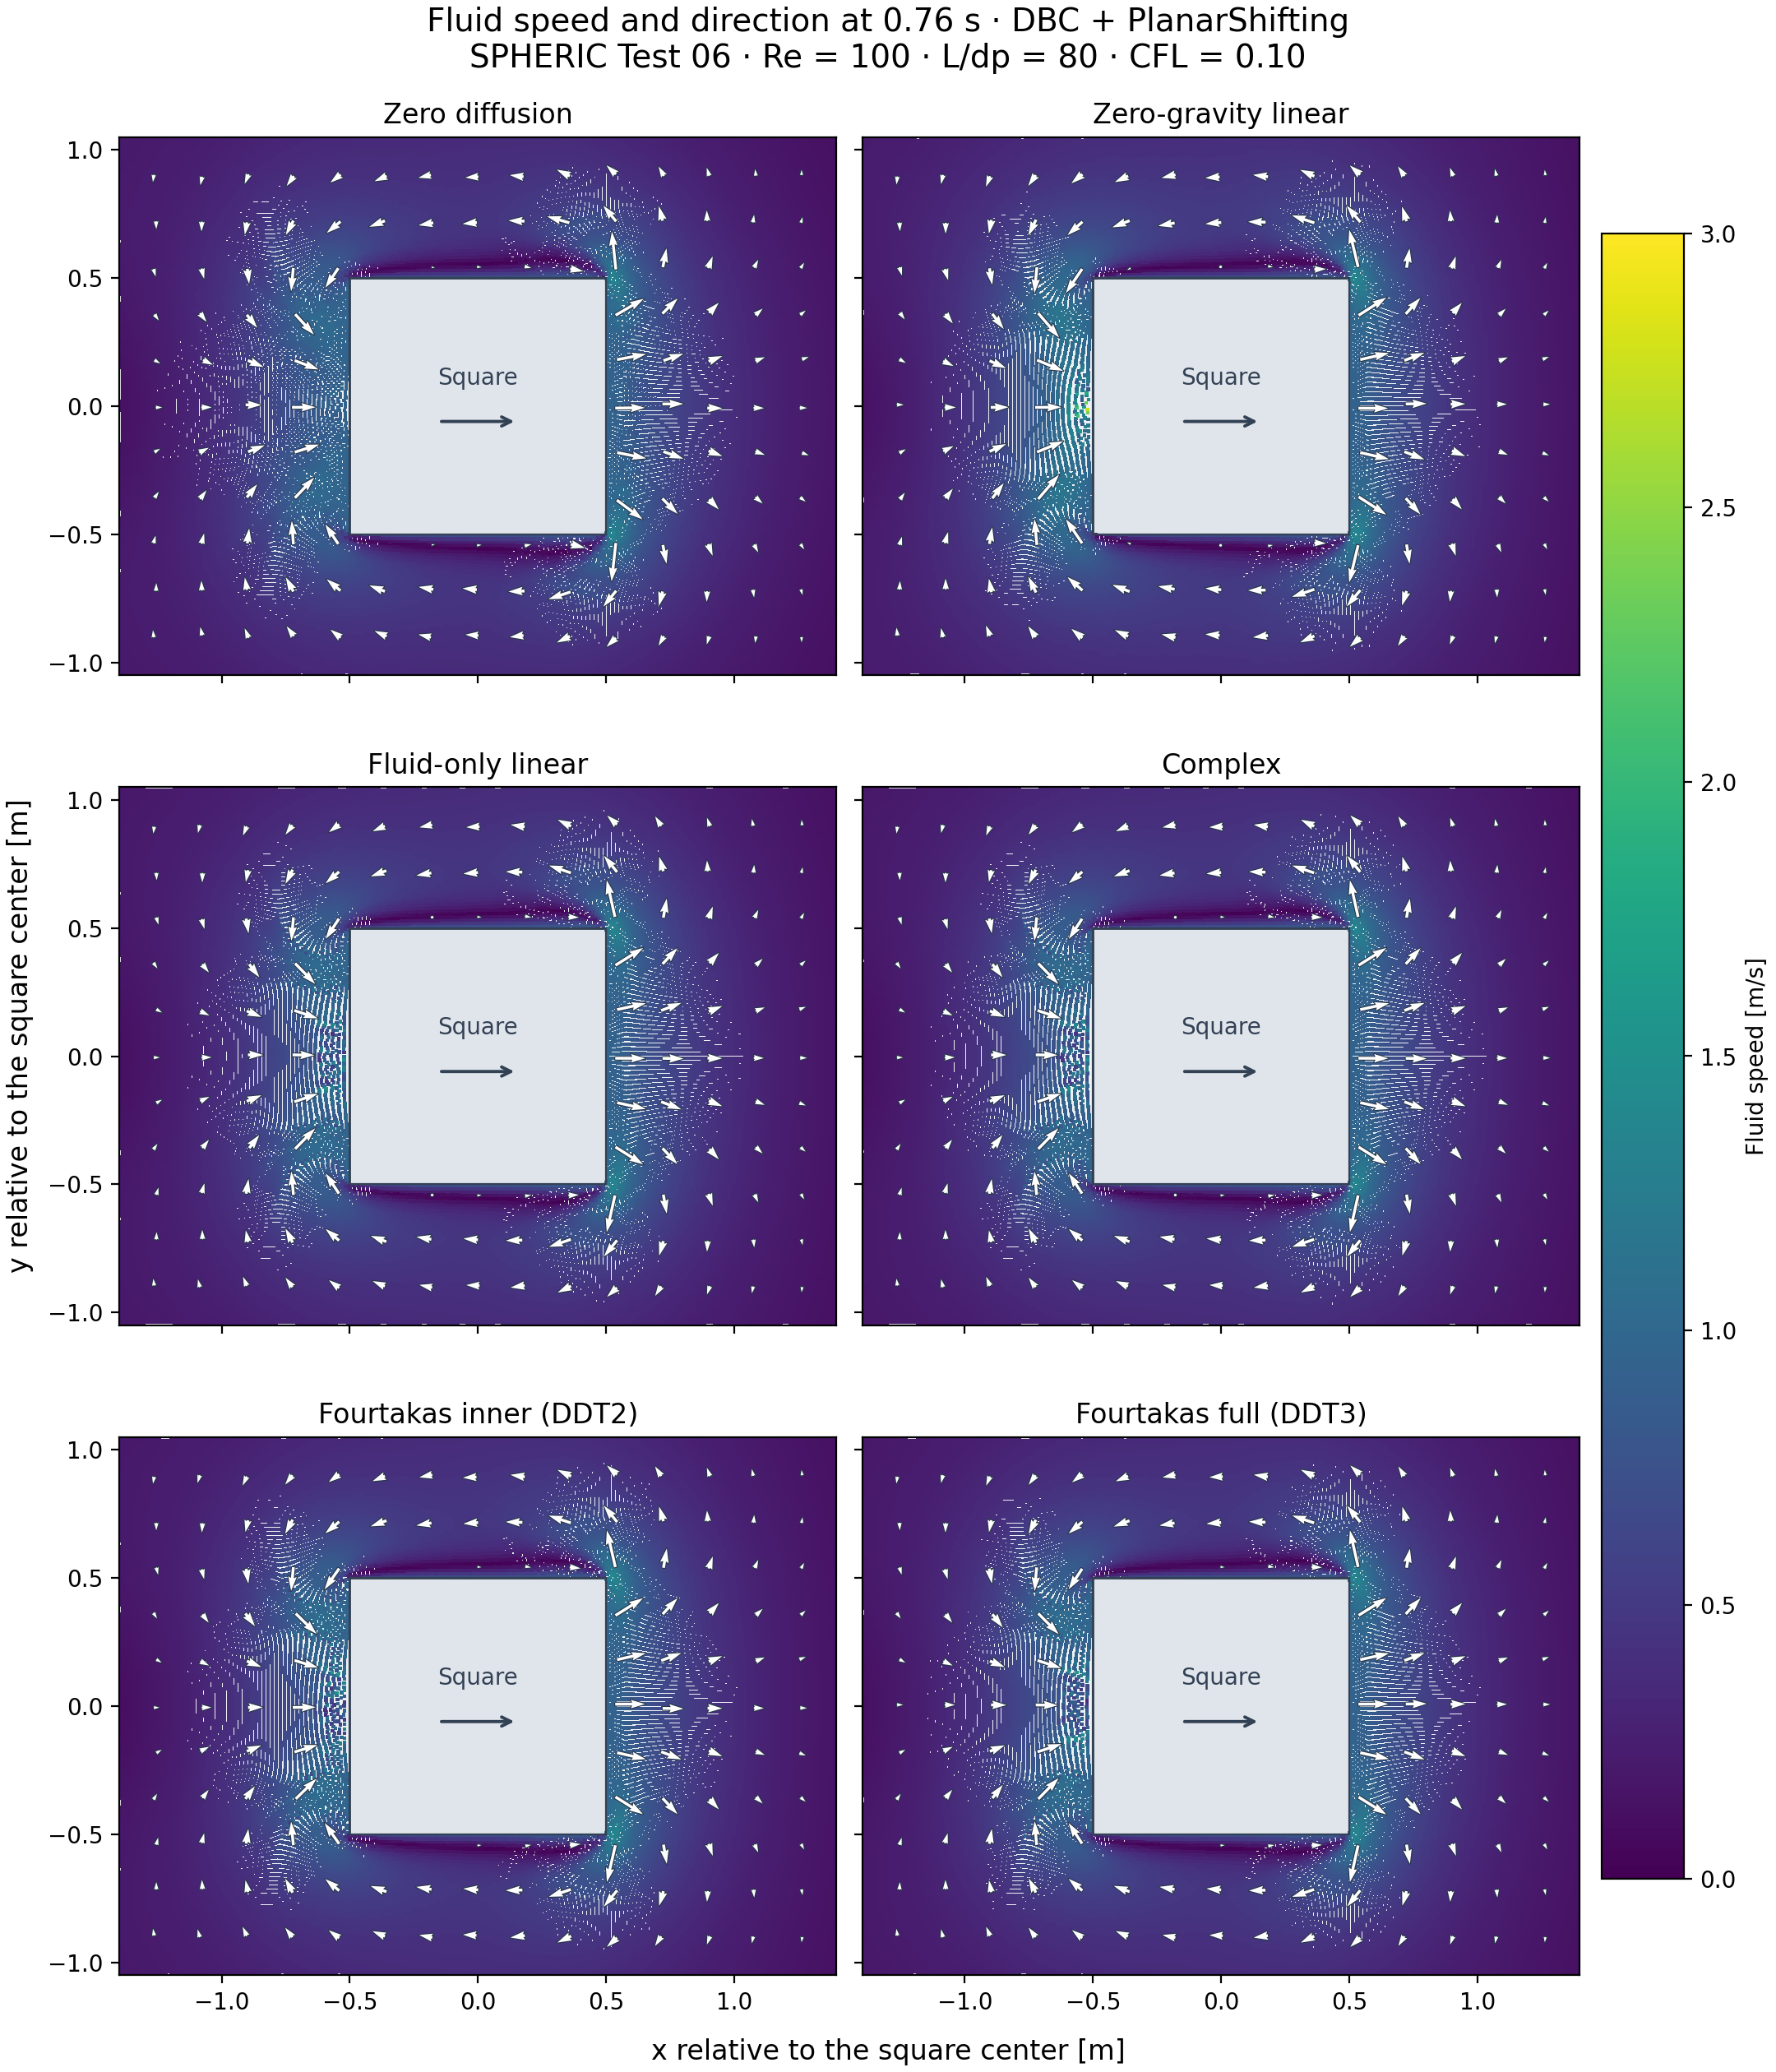 Fluid speed and direction at 0.76 s · DBC + PlanarShifting
SPHERIC Test 06 · Re = 100 · L/dp = 80 · CFL = 0.10
Zero diffusion
Zero-gravity linear
1.0
0.5
0.0
−0.5
−1.0
Square
Square
Fluid-only linear
Complex
1.0
0.5
0.0
−0.5
−1.0
Square
Square
Fourtakas inner (DDT2)
Fourtakas full (DDT3)
1.0
0.5
0.0
−0.5
−1.0
Square
Square
−1.0
−0.5
0.0
0.5
1.0
−1.0
−0.5
0.0
0.5
1.0
x relative to the square center [m]
y relative to the square center [m]
3.0
2.5
2.0
1.5
1.0
0.5
0.0
Fluid speed [m/s]